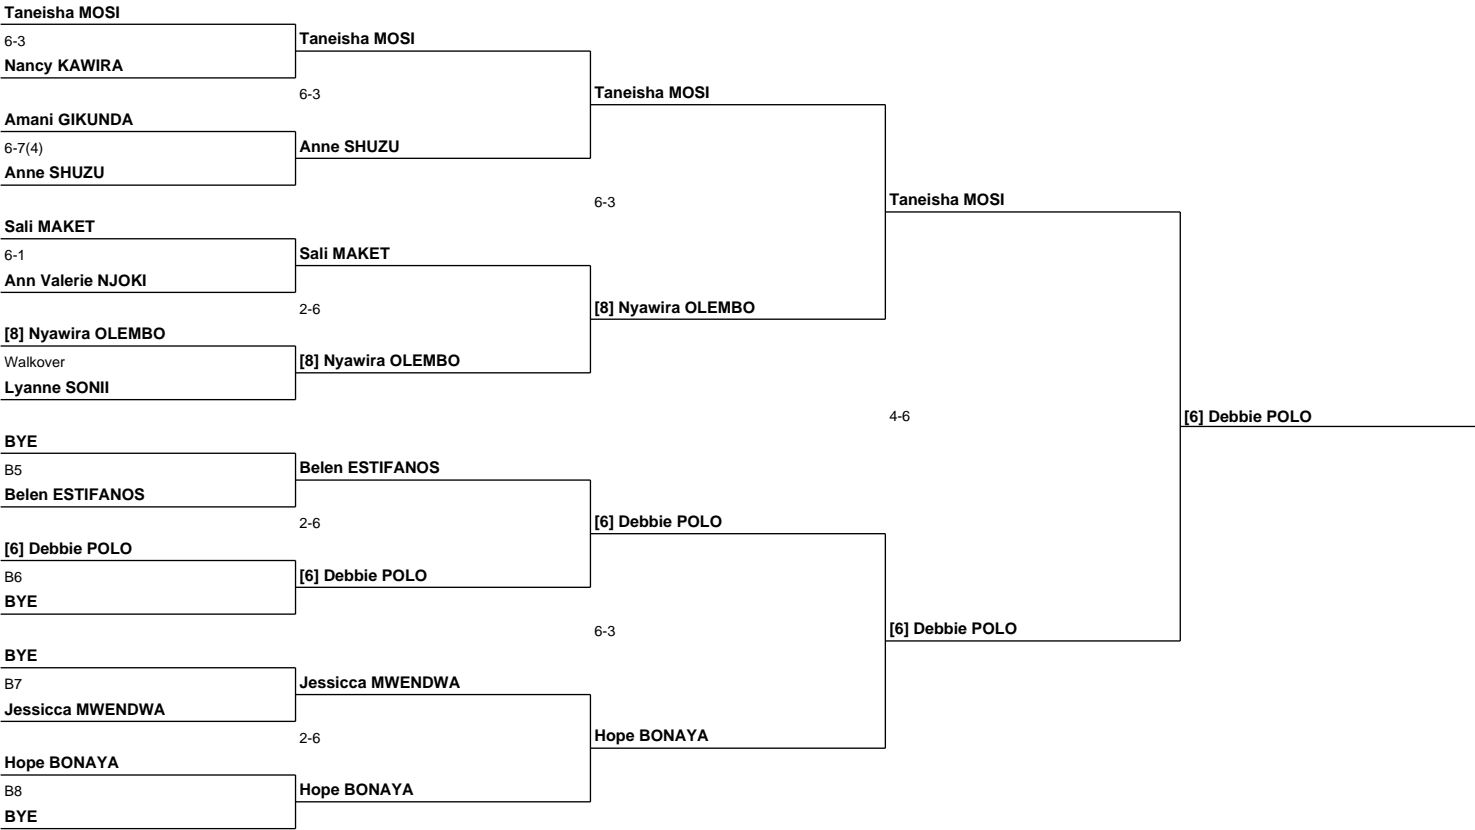 Taneisha MOSI
6-3
Nancy KAWIRA
Amani GIKUNDA
6-7(4)
Anne SHUZU
Sali MAKET
6-1
Ann Valerie NJOKI
[8] Nyawira OLEMBO
Walkover
Lyanne SONII
BYE
B5
Belen ESTIFANOS
[6] Debbie POLO
B6
BYE
BYE
B7
Jessicca MWENDWA
Hope BONAYA
B8
BYE
Taneisha MOSI
6-3
Anne SHUZU
Sali MAKET
2-6
[8] Nyawira OLEMBO
Belen ESTIFANOS
2-6
[6] Debbie POLO
Jessicca MWENDWA
2-6
Hope BONAYA
Taneisha MOSI
6-3
[8] Nyawira OLEMBO
[6] Debbie POLO
6-3
Hope BONAYA
Taneisha MOSI
4-6
[6] Debbie POLO
[6] Debbie POLO